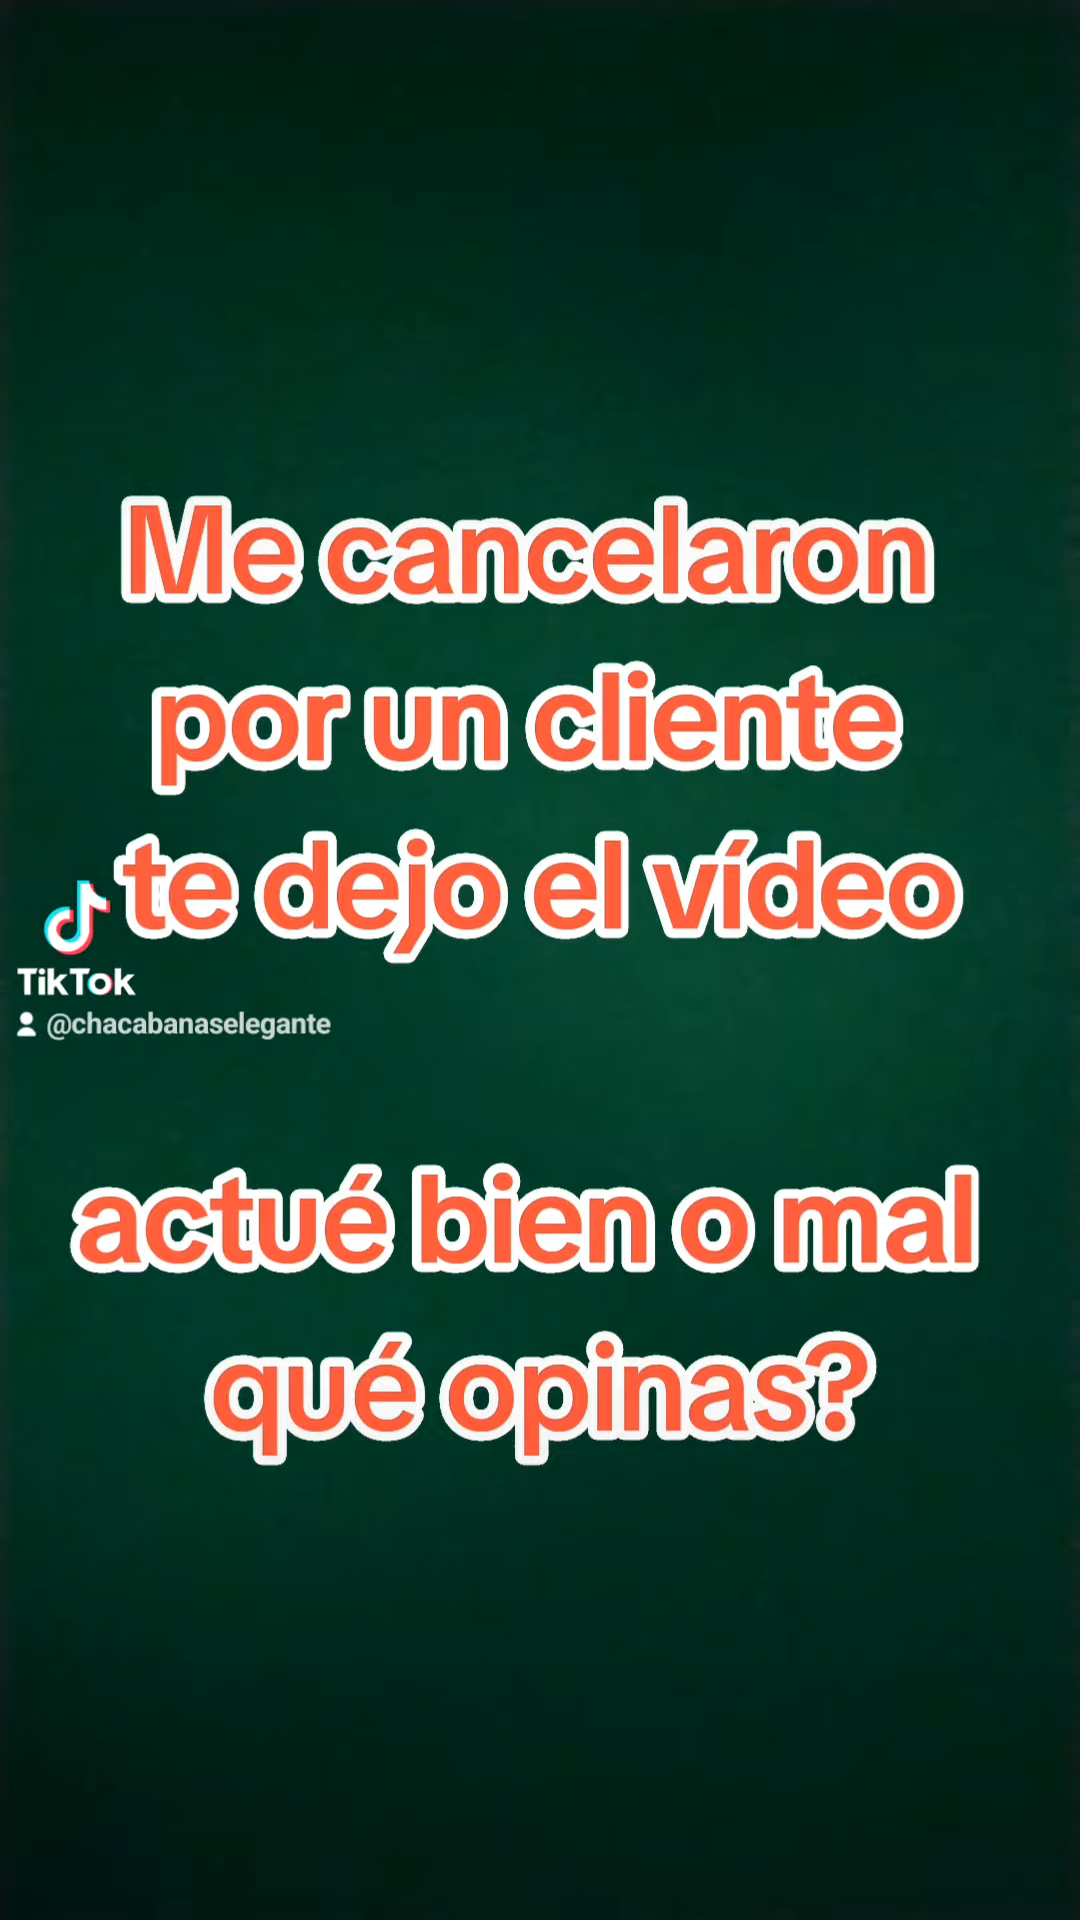 Me cancelaron
por un cliente
te dejo el vídeo
TikTok
@chacabanaselegante
actué bien o mal
qué opinas?